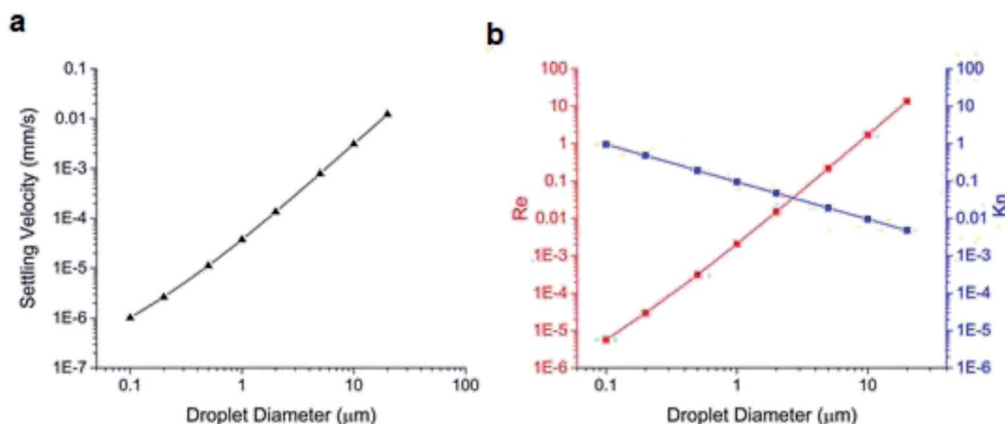 a
b
0.1
0.01
1E-3
1E-4
1E-5
1E-6
1E-7
Settling Velocity (mm/s)
0.1 1 10 100
Droplet Diameter (μm)
100
10
1
0.1
0.01
1E-3
1E-4
1E-5
1E-6
Re
0.1 1 10
Droplet Diameter (μm)
100
10
1
0.1
0.01
1E-3
1E-4
1E-5
1E-6
Kn